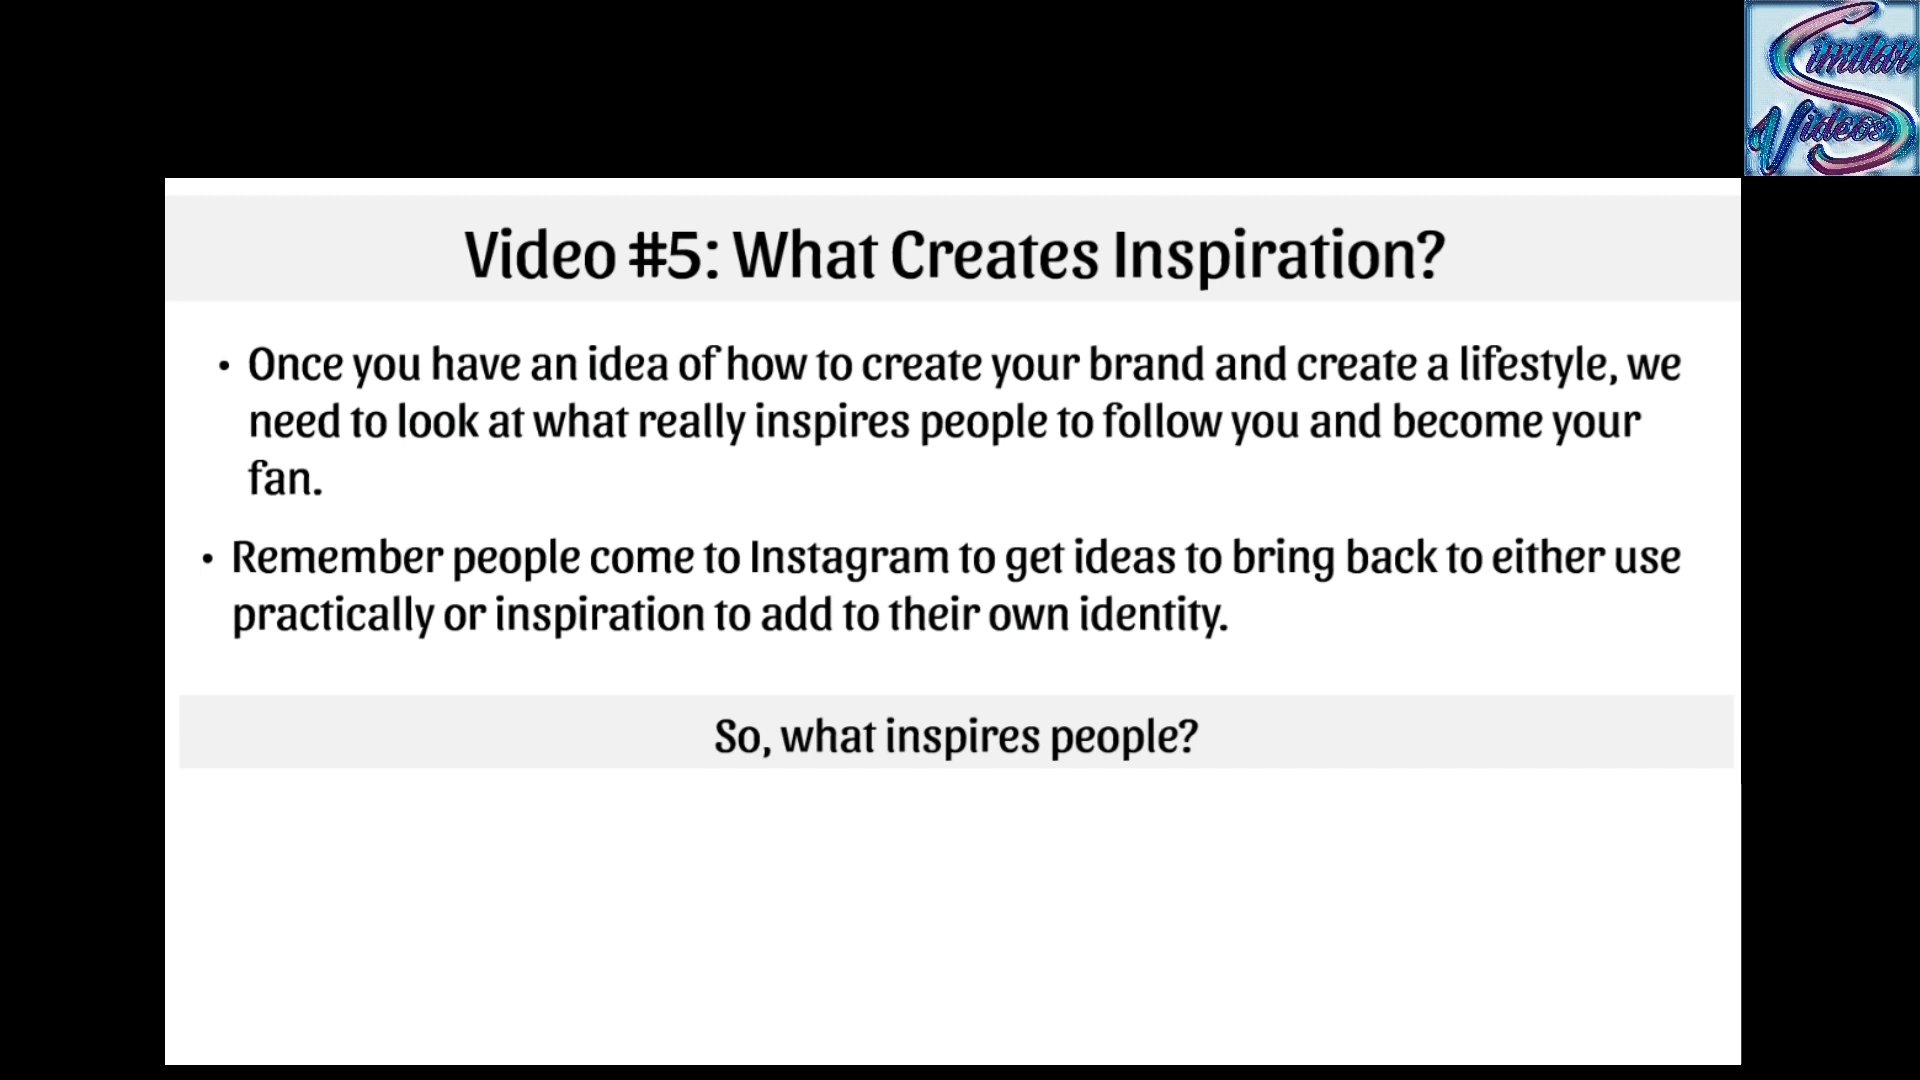 Similar
Videos
Video #5: What Creates Inspiration?
• Once you have an idea of how to create your brand and create a lifestyle, we
need to look at what really inspires people to follow you and become your
fan.
• Remember people come to Instagram to get ideas to bring back to either use
practically or inspiration to add to their own identity.
So, what inspires people?